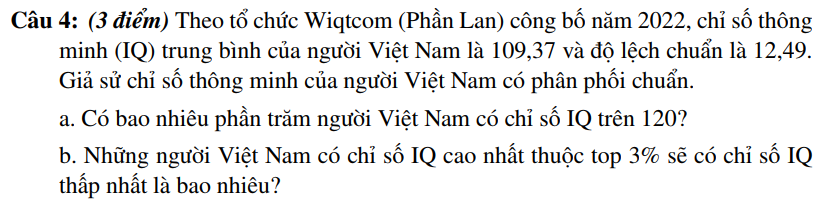 Câu 4: (3 điểm) Theo tổ chức Wiqtcom (Phần Lan) công bố năm 2022, chỉ số thông
minh (IQ) trung bình của người Việt Nam là 109,37 và độ lệch chuẩn là 12,49.
Giả sử chỉ số thông minh của người Việt Nam có phân phối chuẩn.
a. Có bao nhiêu phần trăm người Việt Nam có chỉ số IQ trên 120?
b. Những người Việt Nam có chỉ số IQ cao nhất thuộc top 3% sẽ có chỉ số IQ
thấp nhất là bao nhiêu?